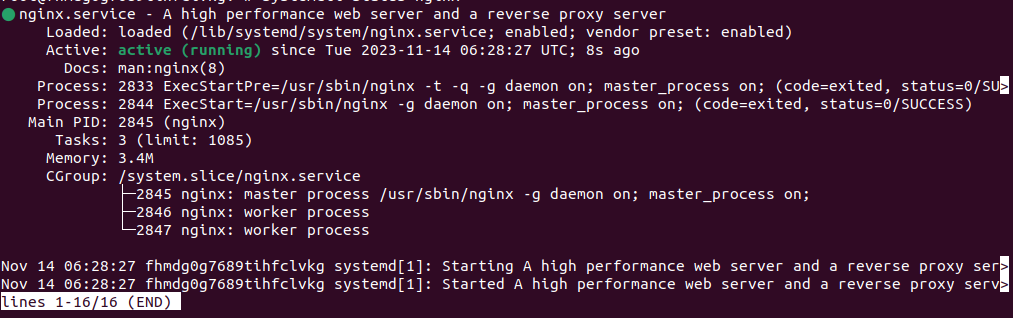 ● nginx.service - A high performance web server and a reverse proxy server
     Loaded: loaded (/lib/systemd/system/nginx.service; enabled; vendor preset: enabled)
     Active: active (running) since Tue 2023-11-14 06:28:27 UTC; 8s ago
       Docs: man:nginx(8)
    Process: 2833 ExecStartPre=/usr/sbin/nginx -t -q -g daemon on; master_process on; (code=exited, status=0/SU>
    Process: 2844 ExecStart=/usr/sbin/nginx -g daemon on; master_process on; (code=exited, status=0/SUCCESS)
   Main PID: 2845 (nginx)
      Tasks: 3 (limit: 1085)
     Memory: 3.4M
     CGroup: /system.slice/nginx.service
             ├─2845 nginx: master process /usr/sbin/nginx -g daemon on; master_process on;
             ├─2846 nginx: worker process
             └─2847 nginx: worker process
Nov 14 06:28:27 fhmdg0g7689tihfclvkg systemd[1]: Starting A high performance web server and a reverse proxy ser>
Nov 14 06:28:27 fhmdg0g7689tihfclvkg systemd[1]: Started A high performance web server and a reverse proxy serv>
lines 1-16/16 (END)